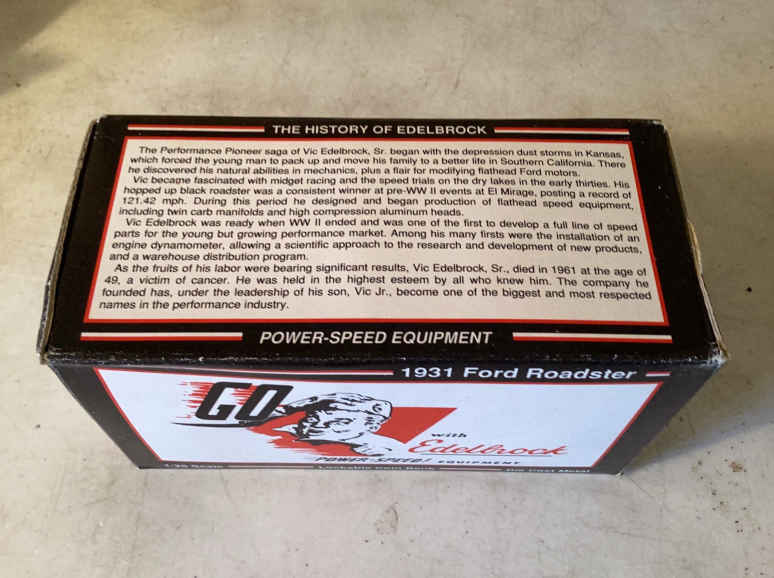 THE HISTORY OF EDELBROCK
The Performance Pioneer saga of Vic Edelbrock, Sr. began with the depression dust storms in Kansas,
which forced the young man to pack up and move his family to a better life in Southern California. There
he discovered his natural abilities in mechanics, plus a flair for modifying flathead Ford motors.
Vic became fascinated with midget racing and the speed trials on the dry lakes in the early thirties. His
hopped up black roadster was a consistent winner at pre-WW II events at El Mirage, posting a record of
121.42 mph. During this period he designed and began production of flathead speed equipment,
including twin carb manifolds and high compression aluminum heads.
Vic Edelbrock was ready when WW II ended and was one of the first to develop a full line of speed
parts for the young but growing performance market. Among his many firsts were the installation of an
engine dynamometer, allowing a scientific approach to the research and development of new products,
and a warehouse distribution program.
As the fruits of his labor were bearing significant results, Vic Edelbrock, Sr., died in 1961 at the age of
49, a victim of cancer. He was held in the highest esteem by all who knew him. The company he
founded has, under the leadership of his son, Vic Jr., become one of the biggest and most respected
names in the performance industry.
POWER-SPEED EQUIPMENT
1931 Ford Roadster
GO
with
Edelbrock
POWER-SPEED! EQUIPMENT
Scale Lockable Coin Bank Die Cast Metal